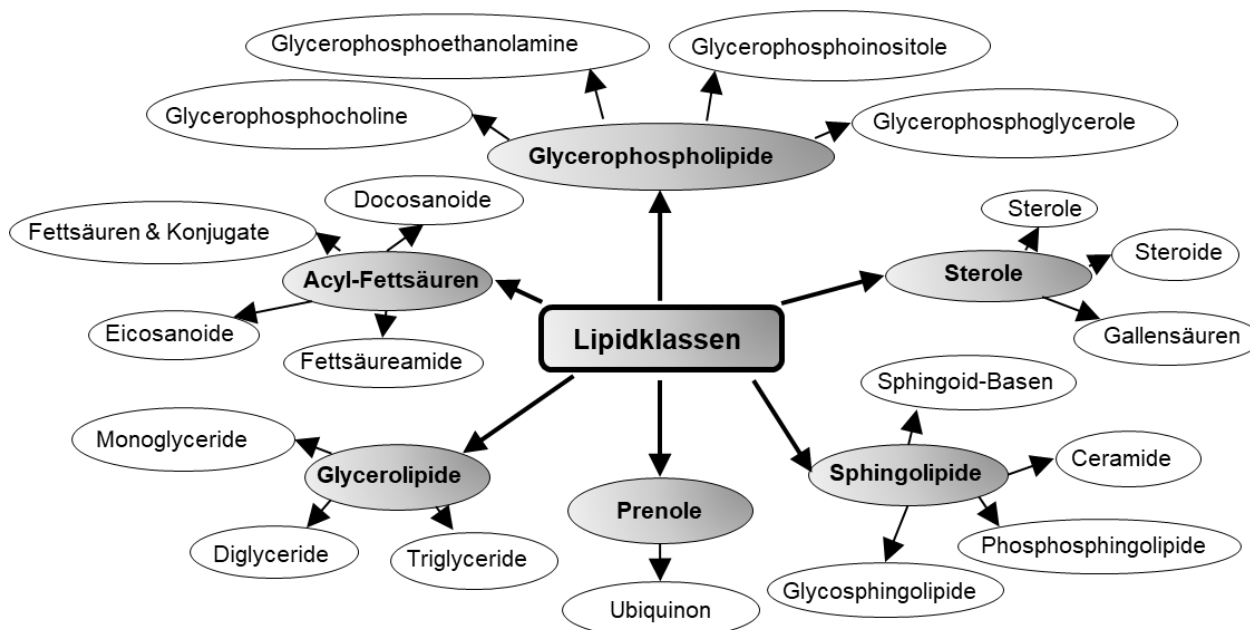 Glycerophosphoethanolamine
Glycerophosphoinositole
Glycerophosphocholine
Glycerophosphoglycerole
Glycerophospholipide
Docosanoide
Fettsäuren & Konjugate
Acyl-Fettsäuren
Eicosanoide
Fettsäureamide
Sterole
Steroide
Sterole
Gallensäuren
Lipidklassen
Monoglyceride
Glycerolipide
Diglyceride
Triglyceride
Prenole
Ubiquinon
Sphingoid-Basen
Ceramide
Sphingolipide
Phosphosphingolipide
Glycosphingolipide